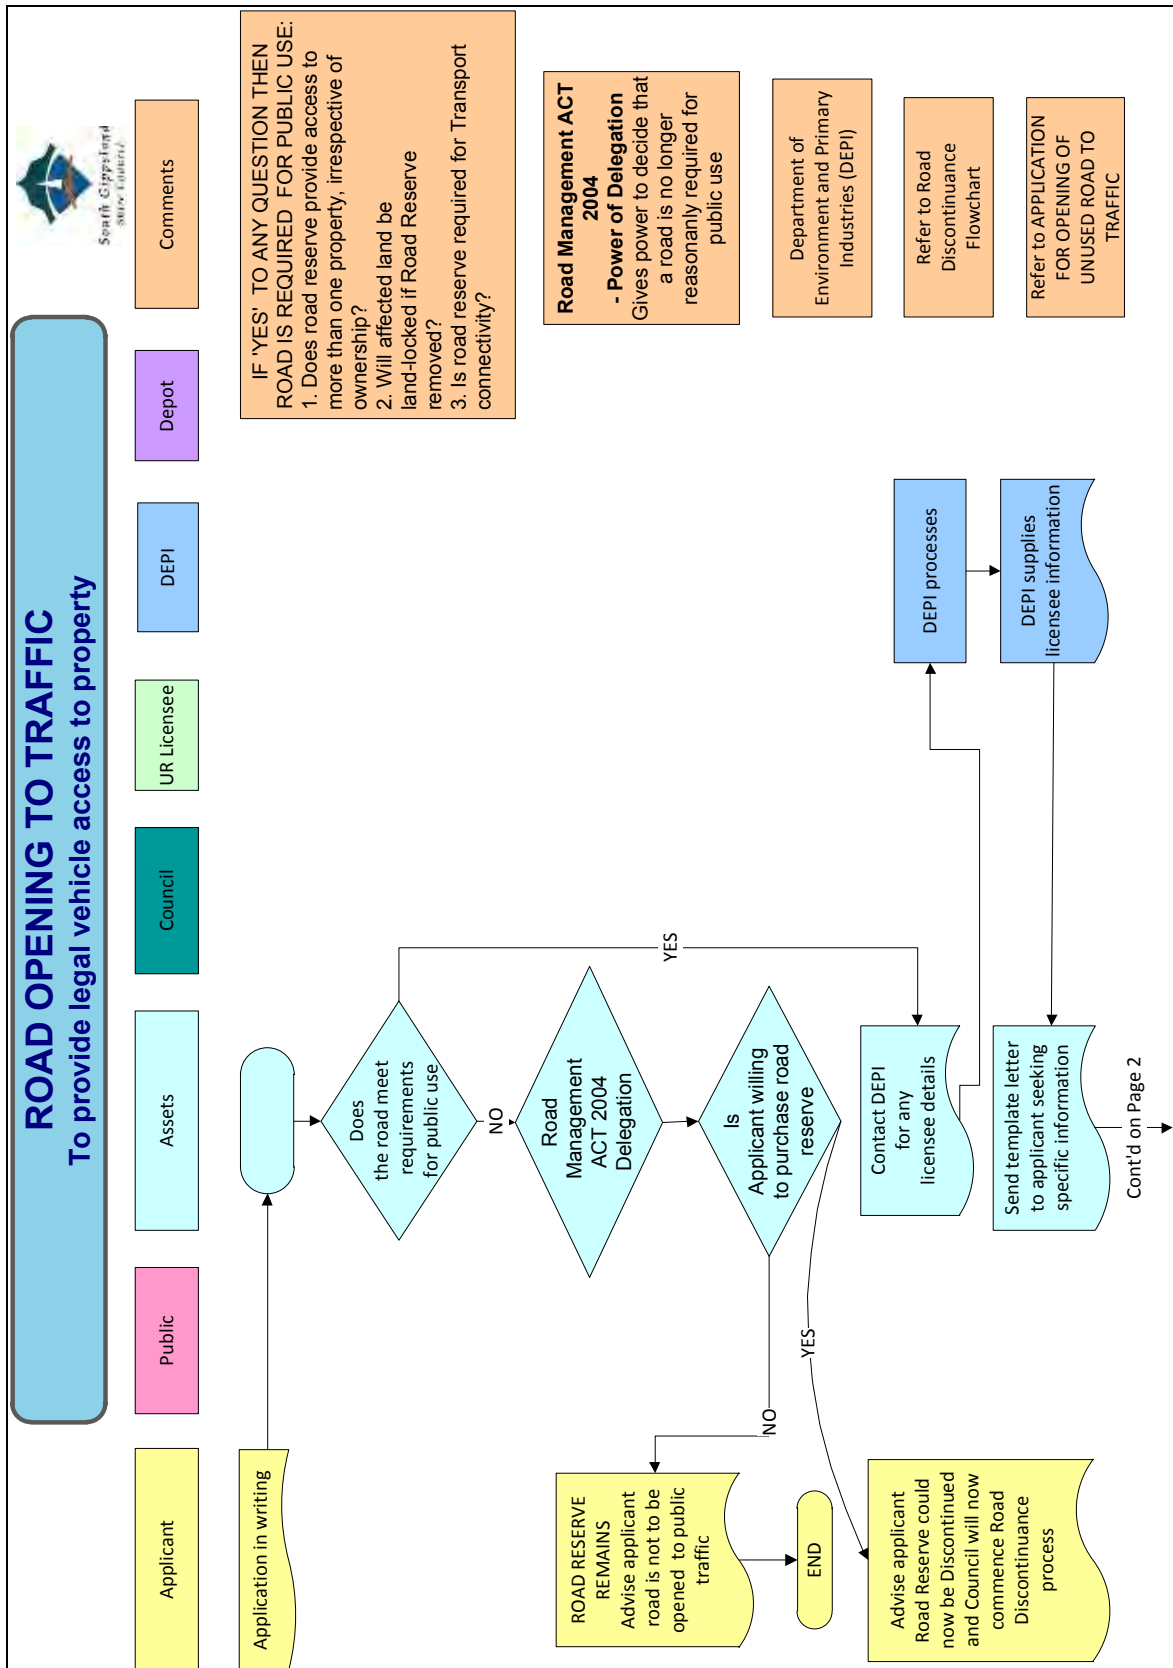 ROAD OPENING TO TRAFFIC
To provide legal vehicle access to property
South Gippsland
Shire Council
Applicant
Public
Assets
Council
UR Licensee
DEPI
Depot
Comments
Application in writing
Does
the road meet
requirements
for public use
NO
YES
Road
Management
ACT 2004
Delegation
Is
Applicant willing
to purchase road
reserve
NO
YES
ROAD RESERVE
REMAINS
Advise applicant
road is not to be
opened to public
traffic
END
Advise applicant
Road Reserve could
now be Discontinued
and Council will now
commence Road
Discontinuance
process
Contact DEPI
for any
licensee details
DEPI processes
DEPI supplies
licensee information
Send template letter
to applicant seeking
specific information
Cont'd on Page 2
IF 'YES' TO ANY QUESTION THEN
ROAD IS REQUIRED FOR PUBLIC USE:
1. Does road reserve provide access to
more than one property, irrespective of
ownership?
2. Will affected land be
land-locked if Road Reserve
removed?
3. Is road reserve required for Transport
connectivity?
Road Management ACT
2004
- Power of Delegation
Gives power to decide that
a road is no longer
reasonanly required for
public use
Department of
Environment and Primary
Industries (DEPI)
Refer to Road
Discontinuance
Flowchart
Refer to APPLICATION
FOR OPENING OF
UNUSED ROAD TO
TRAFFIC